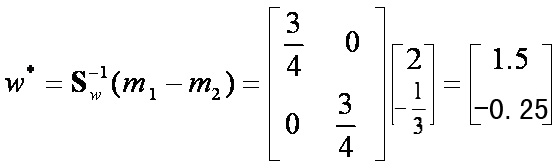 w* = S_w^{-1}(m_1 − m_2) = [3/4 0; 0 3/4] [2; −1/3] = [1.5; −0.25]